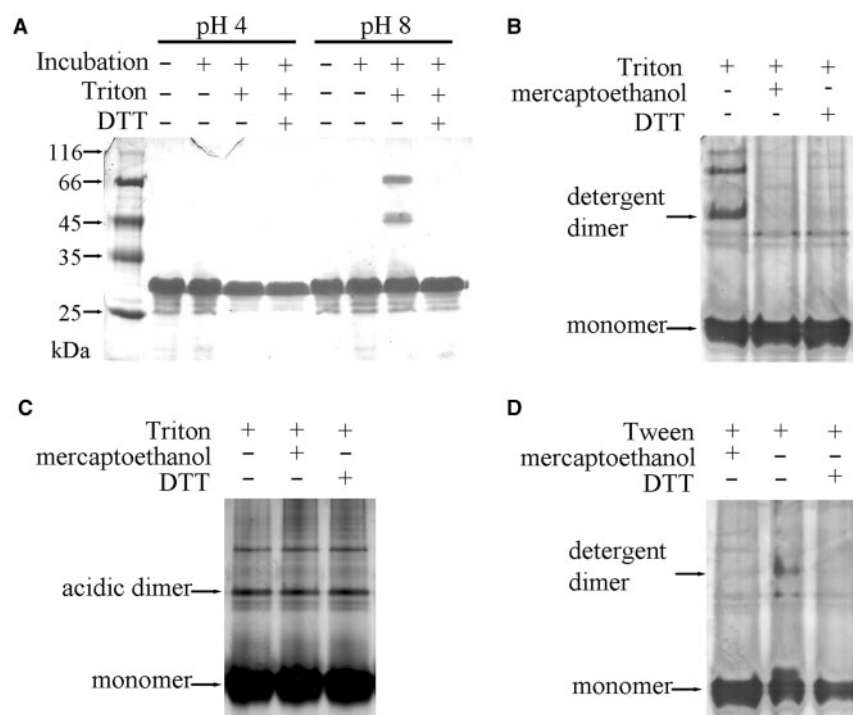 A
pH 4 pH 8
Incubation – + + + – + + +
Triton – – + + – – + +
DTT – – – + – – – +
116
66
45
35
25
kDa
B
Triton + + +
mercaptoethanol – + –
DTT – – +
detergent
dimer
monomer
C
Triton + + +
mercaptoethanol – + –
DTT – – +
acidic dimer
monomer
D
Tween + + +
mercaptoethanol + – –
DTT – – +
detergent
dimer
monomer